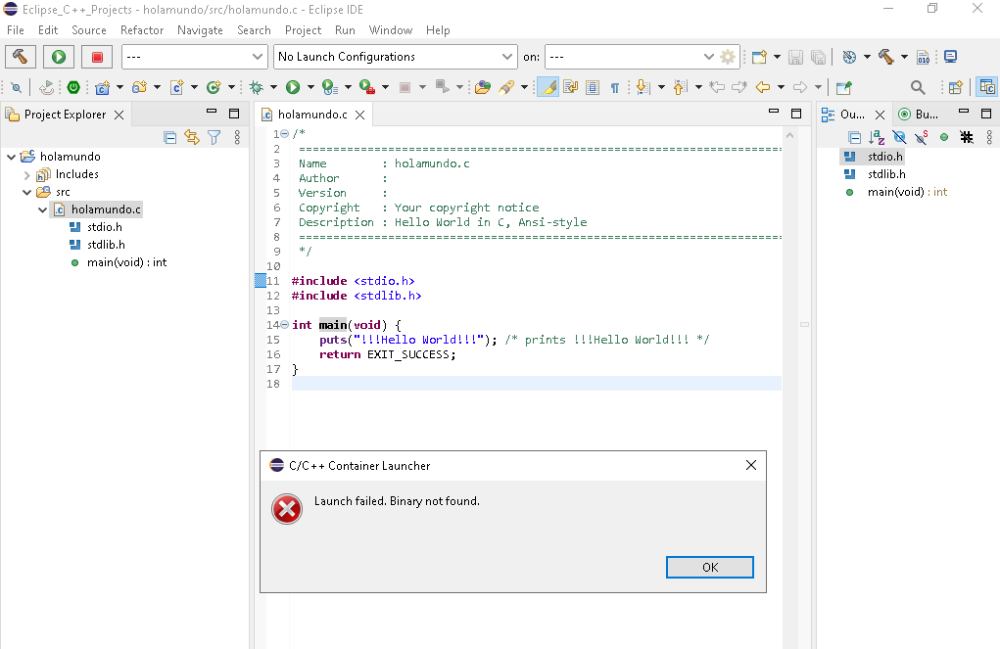 Eclipse_C++_Projects - holamundo/src/holamundo.c - Eclipse IDE
File Edit Source Refactor Navigate Search Project Run Window Help
--- No Launch Configurations on: ---
010
Project Explorer
holamundo
Includes
src
holamundo.c
stdio.h
stdlib.h
main(void) : int
holamundo.c
1 /*
2 ============================================================================
3 Name : holamundo.c
4 Author :
5 Version :
6 Copyright : Your copyright notice
7 Description : Hello World in C, Ansi-style
8 ============================================================================
9 */
10
11 #include <stdio.h>
12 #include <stdlib.h>
13
14 int main(void) {
15 puts("!!!Hello World!!!"); /* prints !!!Hello World!!! */
16 return EXIT_SUCCESS;
17 }
18
Ou... Bu...
stdio.h
stdlib.h
main(void) : int
C/C++ Container Launcher
Launch failed. Binary not found.
OK